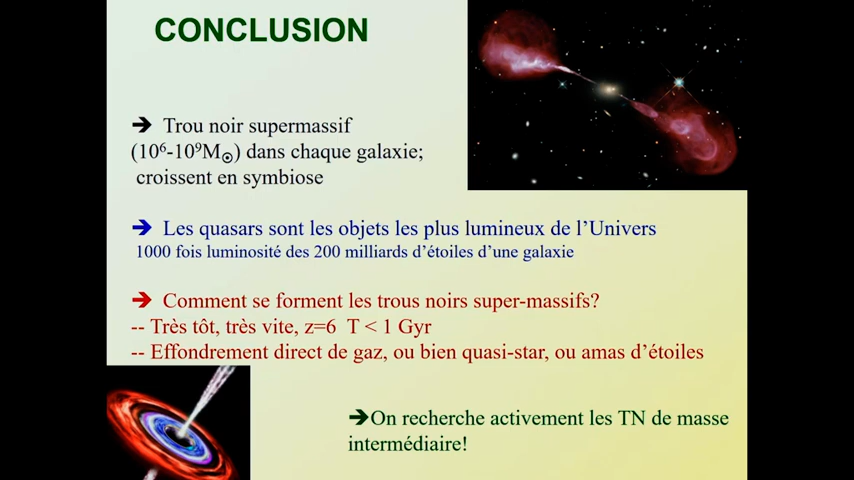 CONCLUSION
➔ Trou noir supermassif
(10⁶-10⁹M☉) dans chaque galaxie;
croissent en symbiose
➔ Les quasars sont les objets les plus lumineux de l’Univers
1000 fois luminosité des 200 milliards d’étoiles d’une galaxie
➔ Comment se forment les trous noirs super-massifs?
-- Très tôt, très vite, z=6 T < 1 Gyr
-- Effondrement direct de gaz, ou bien quasi-star, ou amas d’étoiles
➔On recherche activement les TN de masse
intermédiaire!